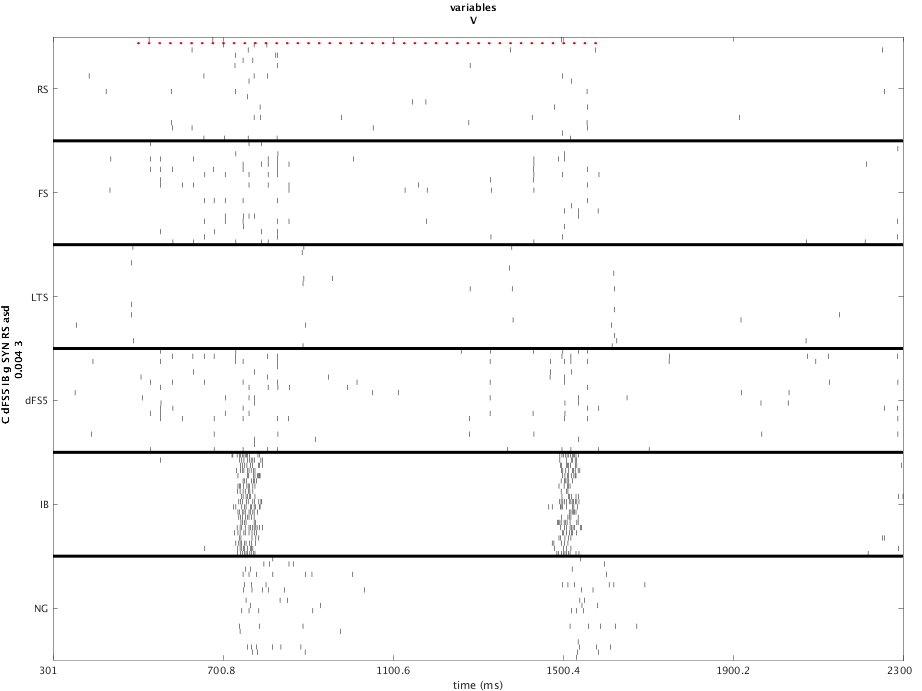 variables
V
RS
FS
LTS
dFS5
IB
NG
C dFS5 IB g SYN RS asd
0.004 3
301
700.8
1100.6
1500.4
1900.2
2300
time (ms)